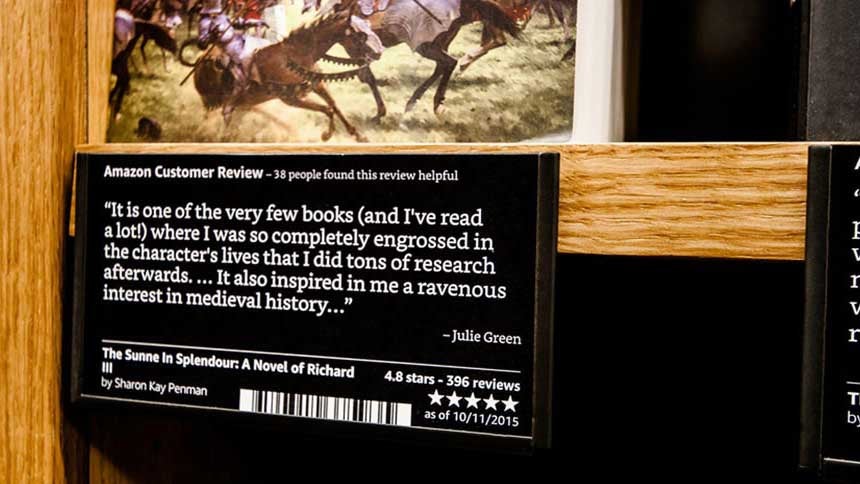 Amazon Customer Review – 38 people found this review helpful
“It is one of the very few books (and I've read
a lot!) where I was so completely engrossed in
the character's lives that I did tons of research
afterwards. ... It also inspired in me a ravenous
interest in medieval history...”
– Julie Green
The Sunne In Splendour: A Novel of Richard
III
by Sharon Kay Penman
4.8 stars - 396 reviews
as of 10/11/2015